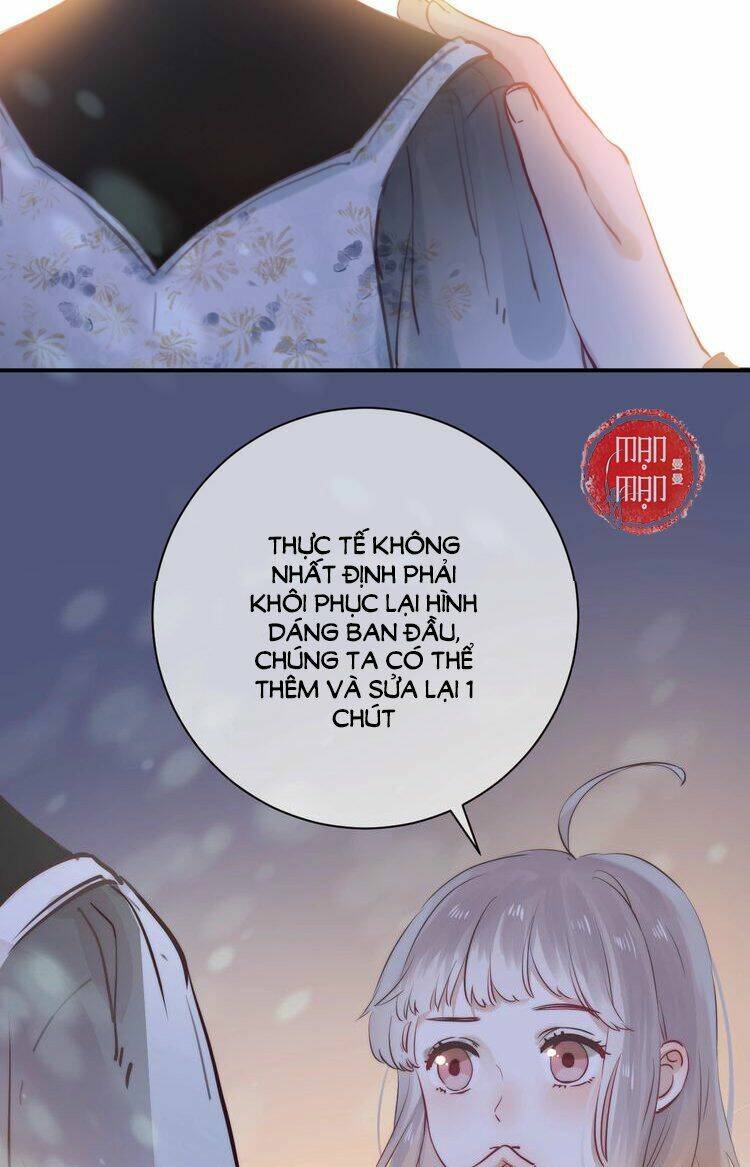 MẠN
MẠN
曼曼
THỰC TẾ KHÔNG
NHẤT ĐỊNH PHẢI
KHÔI PHỤC LẠI HÌNH
DÁNG BAN ĐẦU,
CHÚNG TA CÓ THỂ
THÊM VÀ SỬA LẠI 1
CHÚT